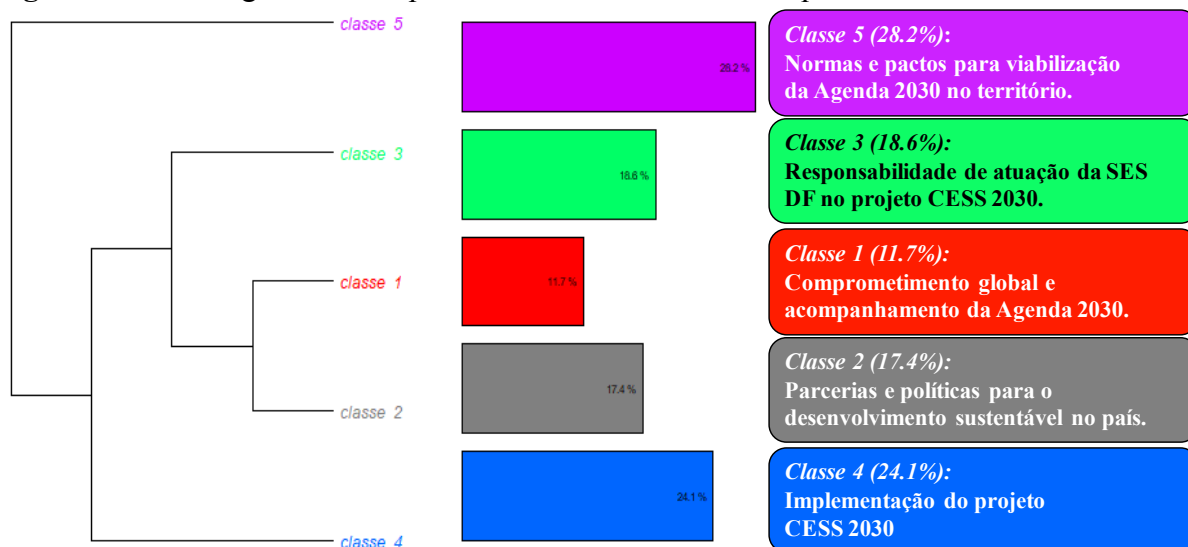 classe 5
28.2 %
Classe 5 (28.2%):
Normas e pactos para viabilização
da Agenda 2030 no território.
classe 3
18.6 %
Classe 3 (18.6%):
Responsabilidade de atuação da SES
DF no projeto CESS 2030.
classe 1
11.7 %
Classe 1 (11.7%):
Comprometimento global e
acompanhamento da Agenda 2030.
classe 2
17.4 %
Classe 2 (17.4%):
Parcerias e políticas para o
desenvolvimento sustentável no país.
classe 4
24.1 %
Classe 4 (24.1%):
Implementação do projeto
CESS 2030